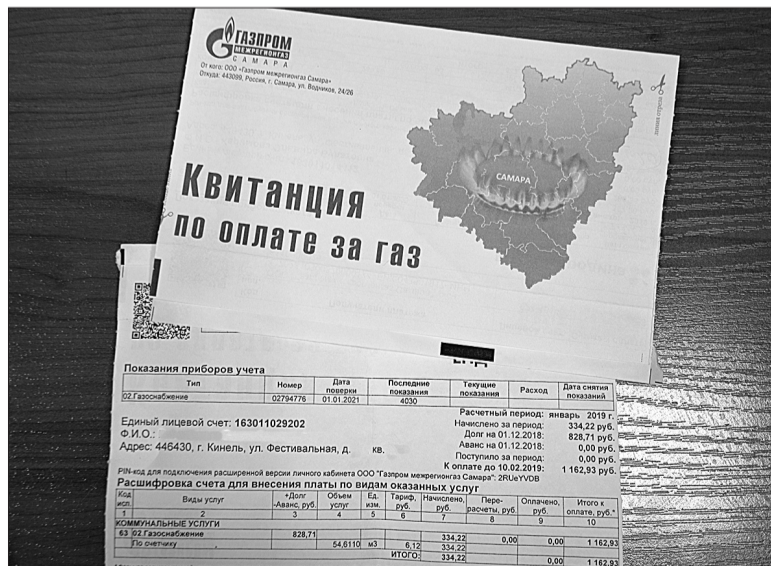 ГАЗПРОМ
МЕЖРЕГИОНГАЗ
САМАРА
От кого: ООО «Газпром межрегионгаз Самара»
Откуда: 443099, Россия, г. Самара, ул. Водников, 24/26
линия отреза
САМАРА
Квитанция
по оплате за газ
Показания приборов учета
Тип Номер Дата поверки Последние показания Текущие показания Расход Дата снятия показаний
02.Газоснабжение 02794776 01.01.2021 4030
Расчетный период: январь 2019 г.
Единый лицевой счет: 163011029202 Начислено за период: 334,22 руб.
Ф.И.О.: Долг на 01.12.2018: 828,71 руб.
Адрес: 446430, г. Кинель, ул. Фестивальная, д. кв. Аванс на 01.12.2018: 0,00 руб.
Поступило за период: 0,00 руб.
К оплате до 10.02.2019: 1 162,93 руб.
PIN-код для подключения расширенной версии личного кабинета ООО "Газпром межрегионгаз Самара": 2RUeYVDB
Расшифровка счета для внесения платы по видам оказанных услуг
Код исп. Виды услуг +Долг -Аванс, руб. Объем услуг Ед. изм. Тариф, руб. Начислено, руб. Пере-расчеты, руб. Оплачено, руб. Итого к оплате, руб.*
1 2 3 4 5 6 7 8 9 10
КОММУНАЛЬНЫЕ УСЛУГИ
63 02.Газоснабжение 828,71 334,22 0,00 0,00 1 162,93
По счетчику 54,6110 м3 6,12 334,22
ИТОГО: 334,22 0,00 1 162,93